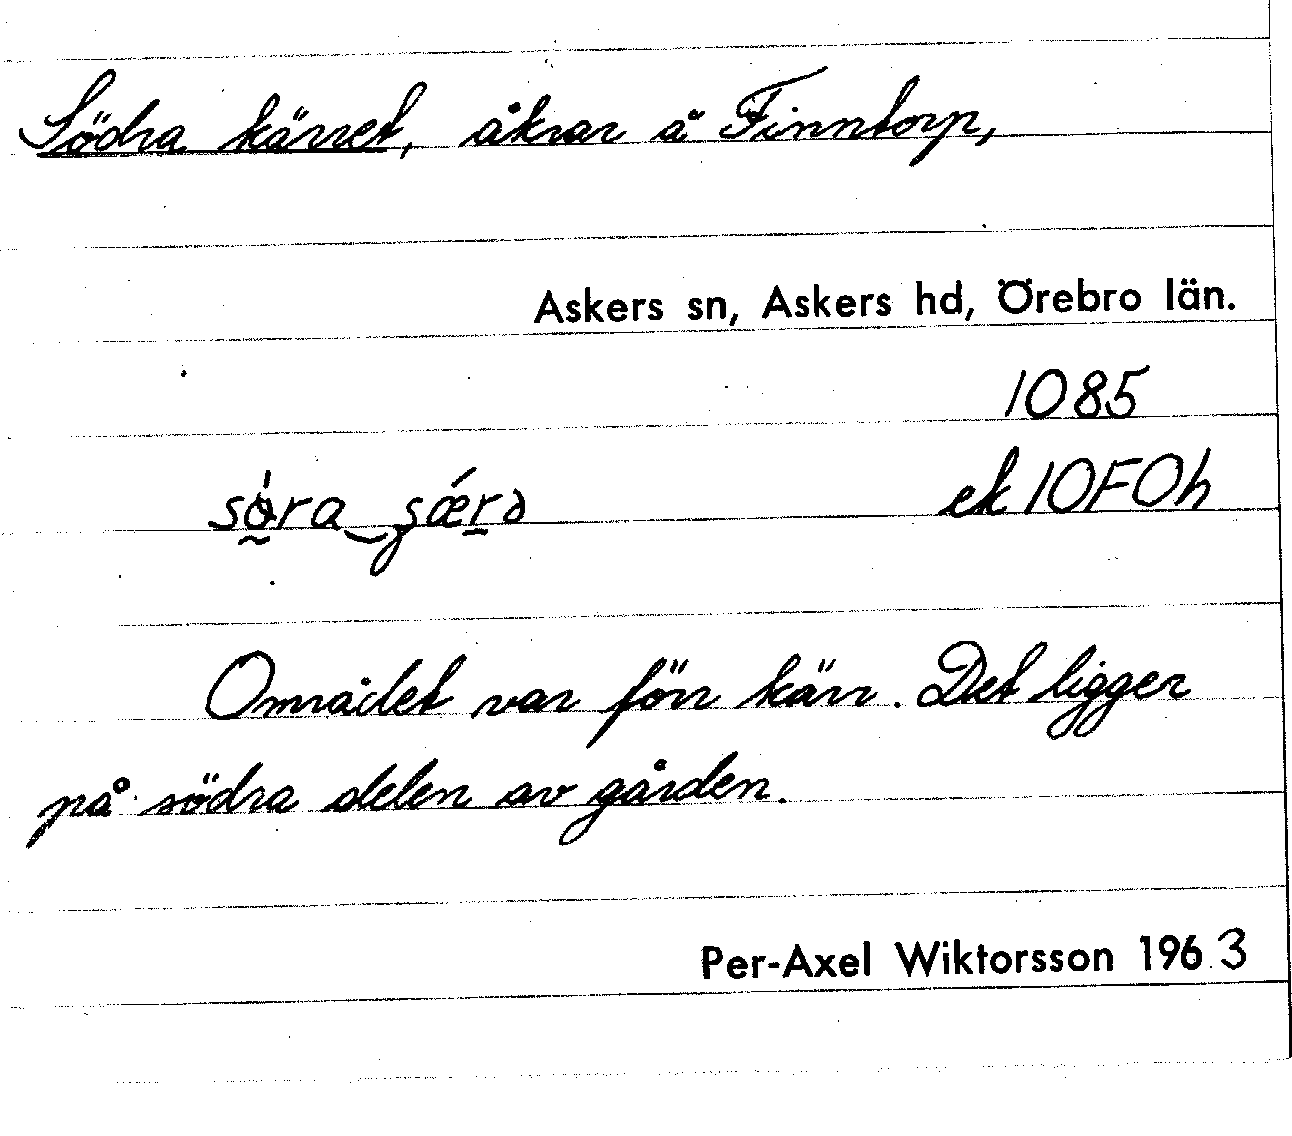 Södra kärret, åkrar å Finntorp,
Askers sn, Askers hd, Örebro län.
1085
ek 10F0h
Området var förr kärr. Det ligger
på södra delen av gården.
Per-Axel Wiktorsson 1963